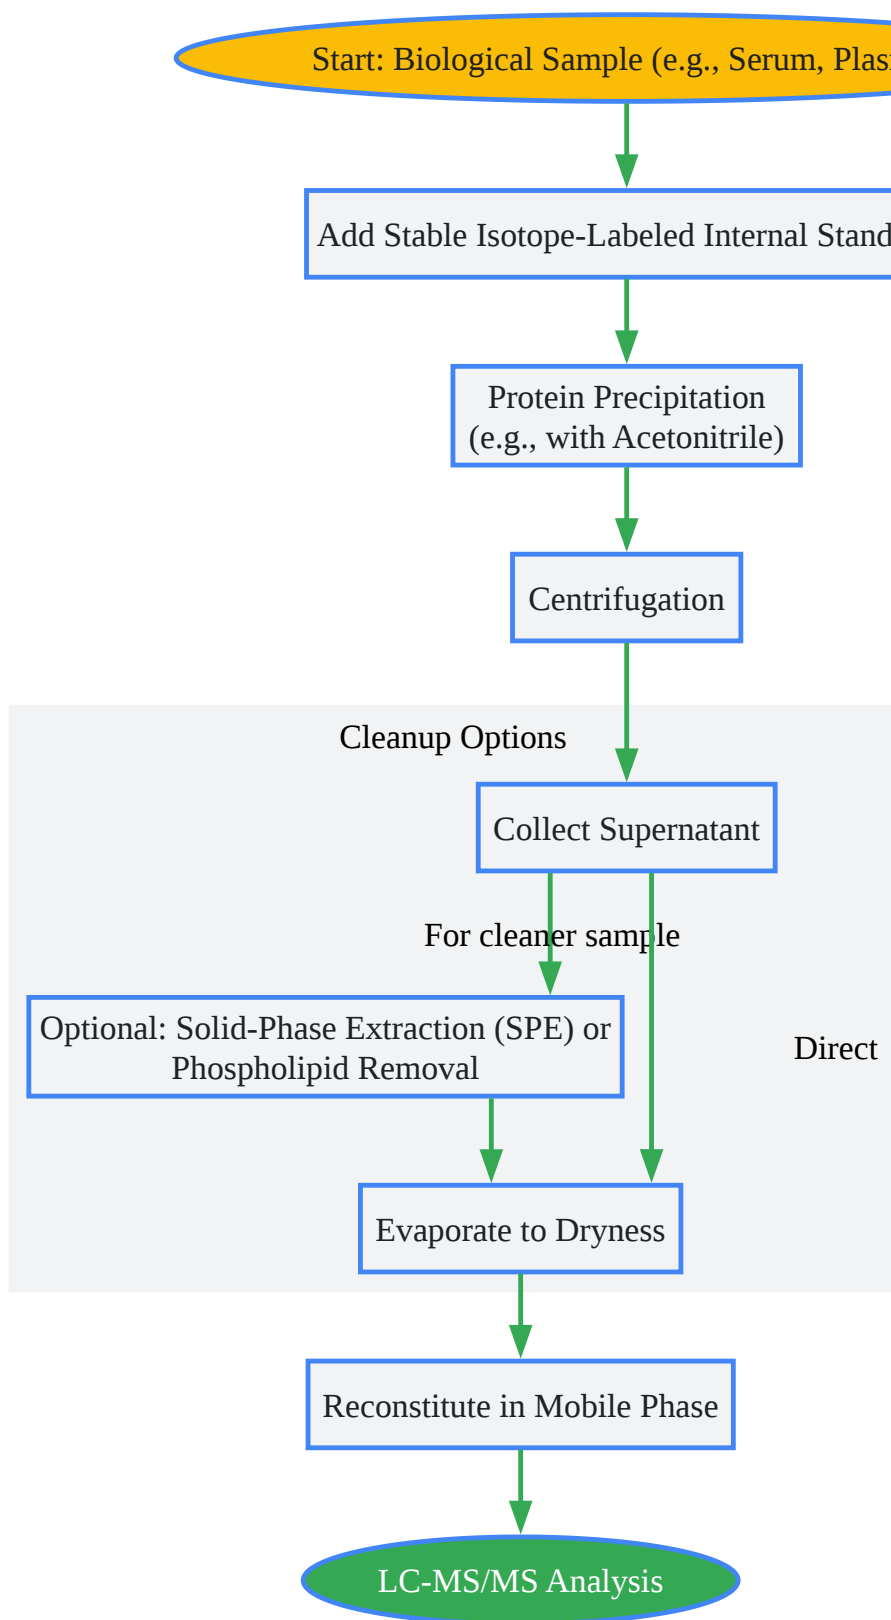 Start: Biological Sample (e.g., Serum, Plas
Add Stable Isotope-Labeled Internal Stand
Protein Precipitation
(e.g., with Acetonitrile)
Centrifugation
Cleanup Options
Collect Supernatant
For cleaner sample
Optional: Solid-Phase Extraction (SPE) or
Phospholipid Removal
Direct
Evaporate to Dryness
Reconstitute in Mobile Phase
LC-MS/MS Analysis